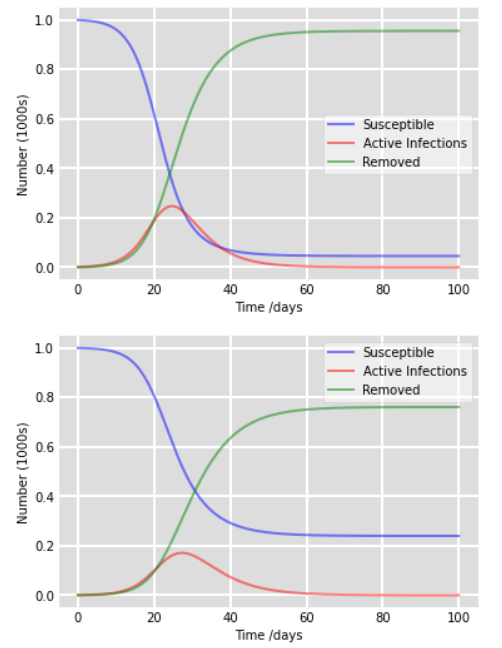 1.0
0.8
0.6
0.4
0.2
0.0
Number (1000s)
Susceptible
Active Infections
Removed
0 20 40 60 80 100
Time /days
1.0
0.8
0.6
0.4
0.2
0.0
Number (1000s)
Susceptible
Active Infections
Removed
0 20 40 60 80 100
Time /days